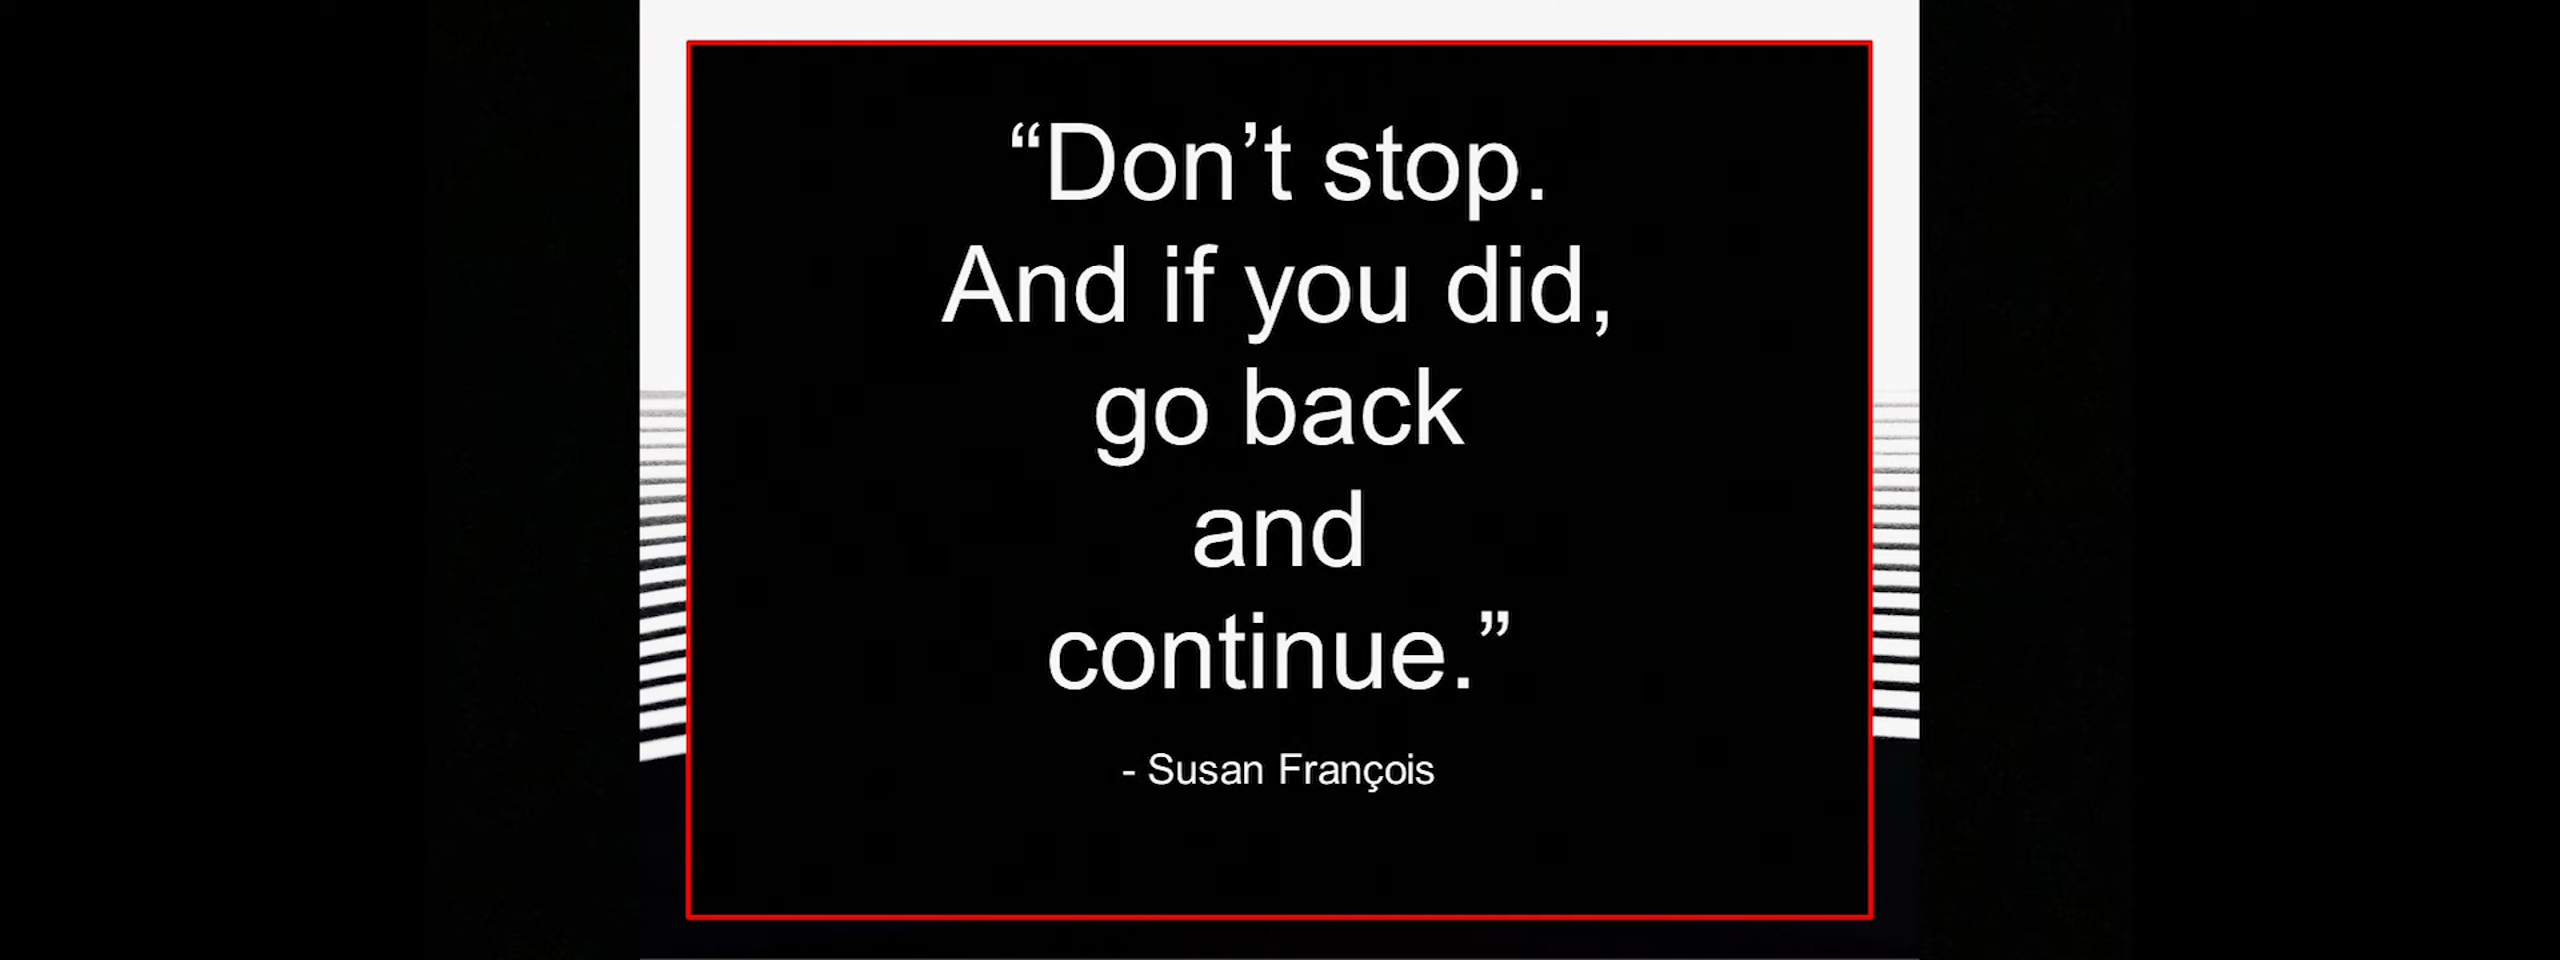 “Don’t stop.
And if you did,
go back
and
continue.”
- Susan François